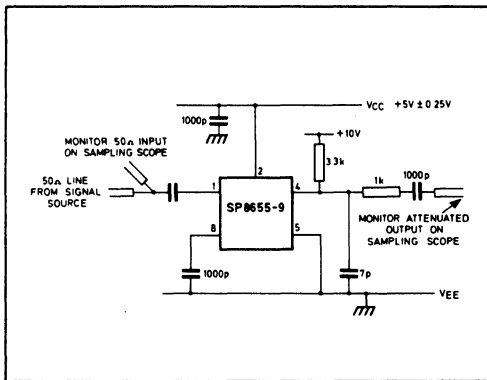 VCC +5V ± 0.25V
1000p
MONITOR 50Ω INPUT
ON SAMPLING SCOPE
+10V
3.3k
50Ω LINE
FROM SIGNAL
SOURCE
1
2
4
1k
1000p
SP8655-9
8
5
MONITOR ATTENUATED
OUTPUT ON
SAMPLING SCOPE
1000p
7p
VEE